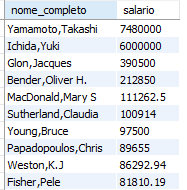 nome_completo salario
Yamamoto,Takashi 7480000
Ichida,Yuki 6000000
Glon,Jacques 390500
Bender,Oliver H. 212850
MacDonald,Mary S 111262.5
Sutherland,Claudia 100914
Young,Bruce 97500
Papadopoulos,Chris 89655
Weston,K.J 86292.94
Fisher,Pele 81810.19